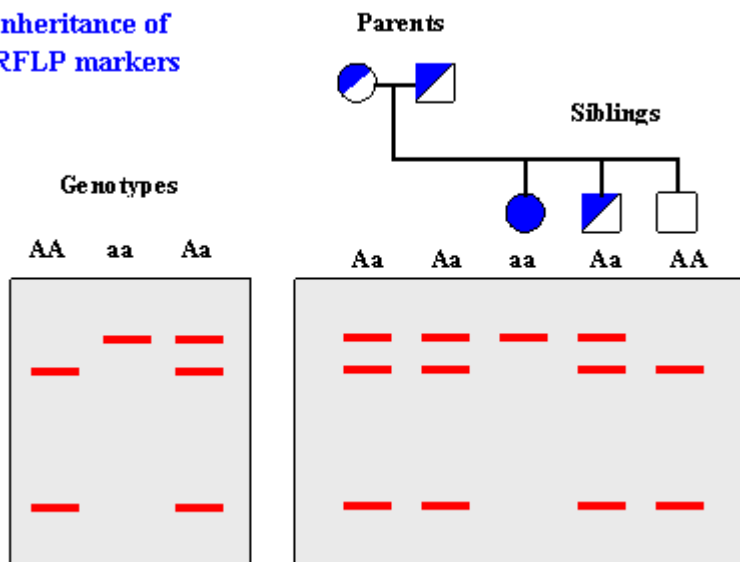 nheritance of
RFLP markers
Parents
Siblings
Genotypes
AA aa Aa
Aa Aa aa Aa AA